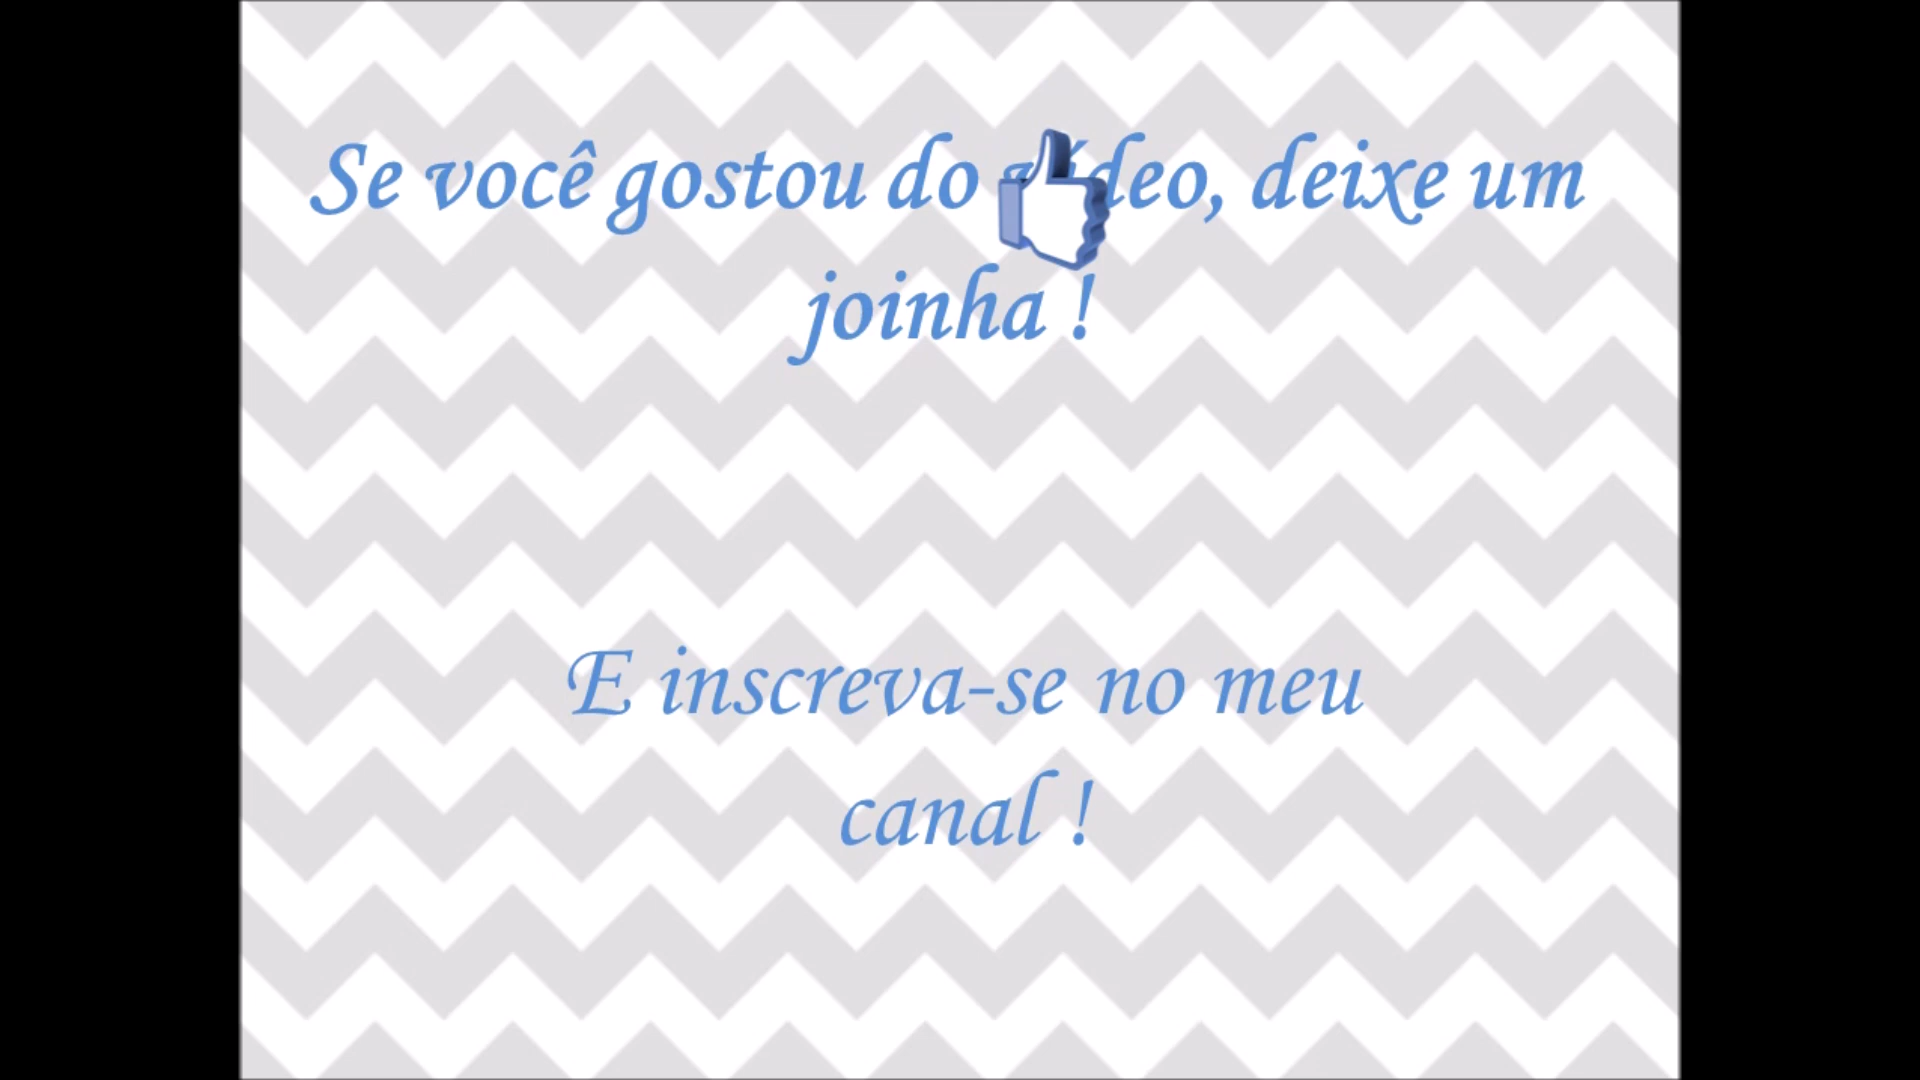 Se você gostou do vídeo, deixe um
joinha !
E inscreva-se no meu
canal !